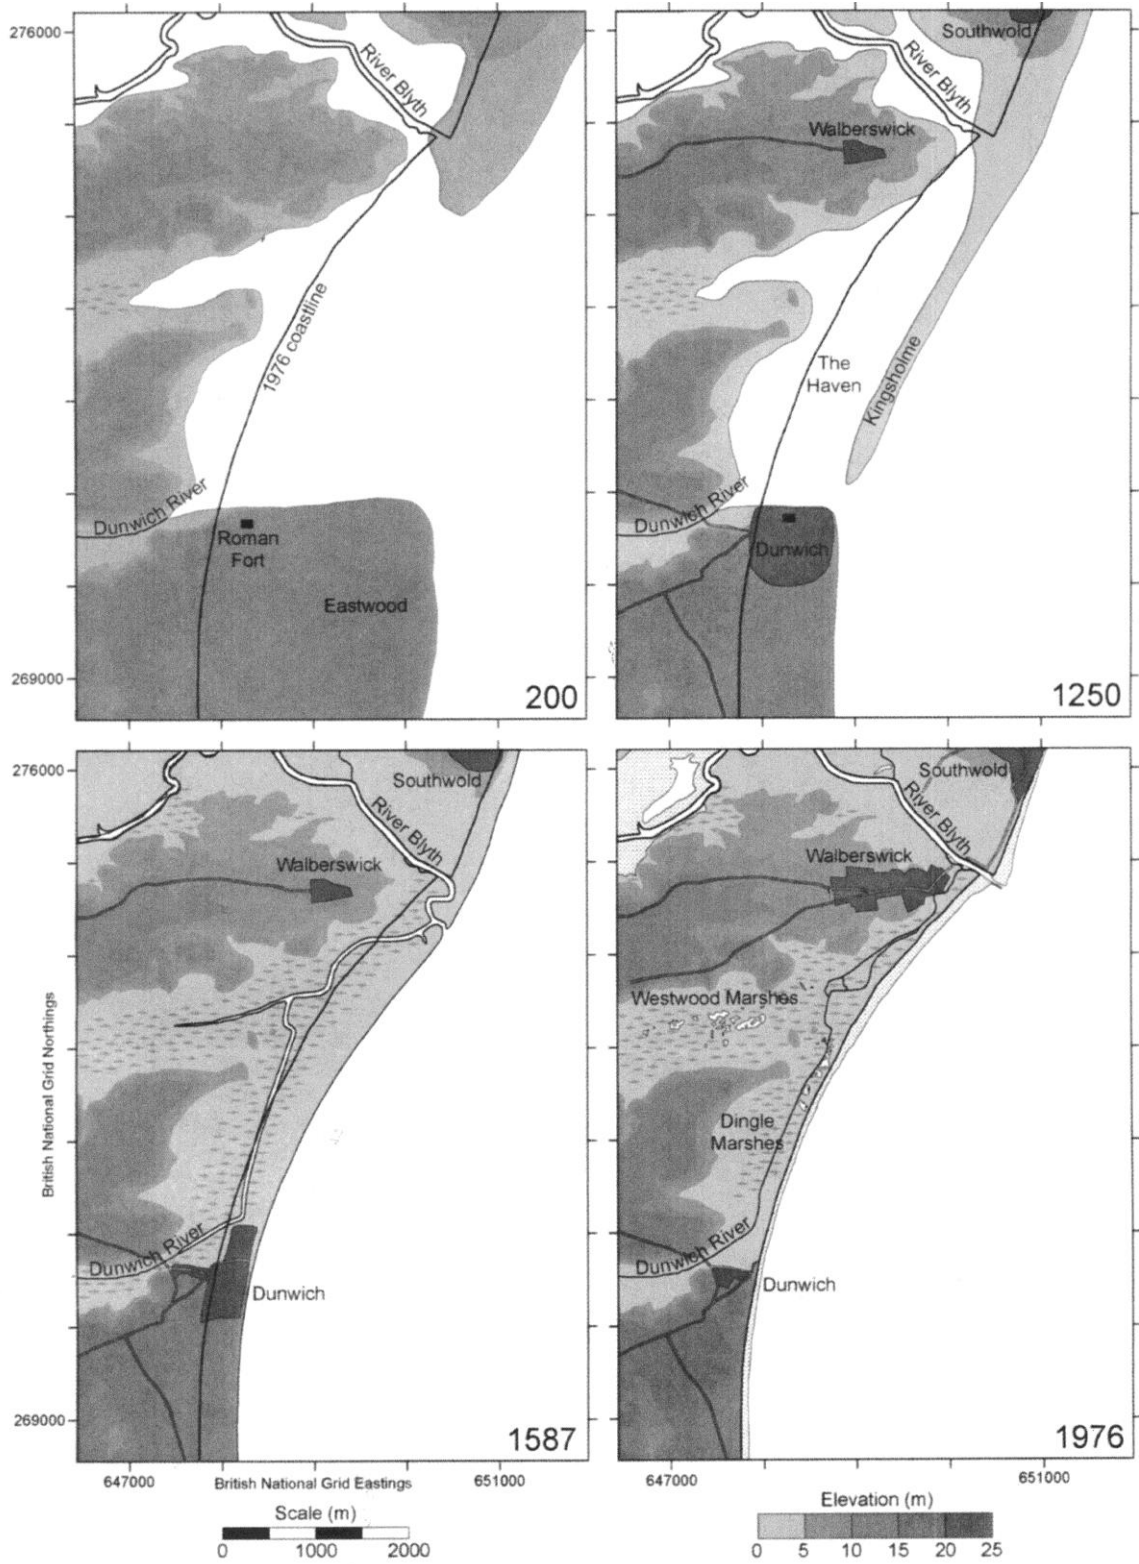 276000
River Blyth
1976 coastline
Dunwich River
Roman
Fort
Eastwood
269000
200
Southwold
River Blyth
Walberswick
The
Haven
Kingsholme
Dunwich River
Dunwich
1250
276000
Southwold
River Blyth
Walberswick
British National Grid Northings
Dunwich River
Dunwich
269000
1587
647000
British National Grid Eastings
651000
Southwold
River Blyth
Walberswick
Westwood Marshes
Dingle
Marshes
Dunwich River
Dunwich
1976
647000
651000
Scale (m)
0 1000 2000
Elevation (m)
0 5 10 15 20 25